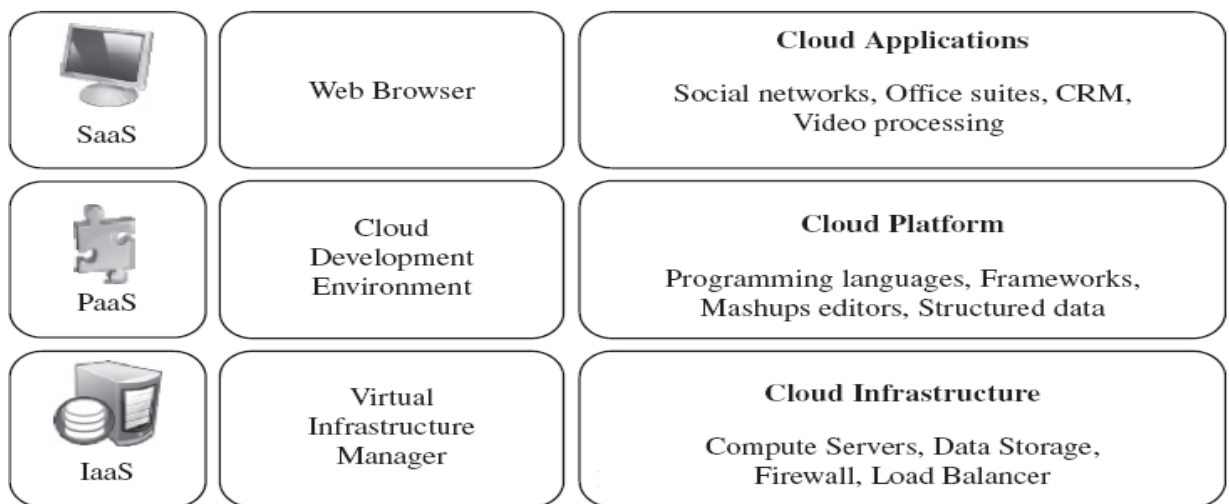 SaaS
Web Browser
Cloud Applications
Social networks, Office suites, CRM,
Video processing
PaaS
Cloud
Development
Environment
Cloud Platform
Programming languages, Frameworks,
Mashups editors, Structured data
IaaS
Virtual
Infrastructure
Manager
Cloud Infrastructure
Compute Servers, Data Storage,
Firewall, Load Balancer